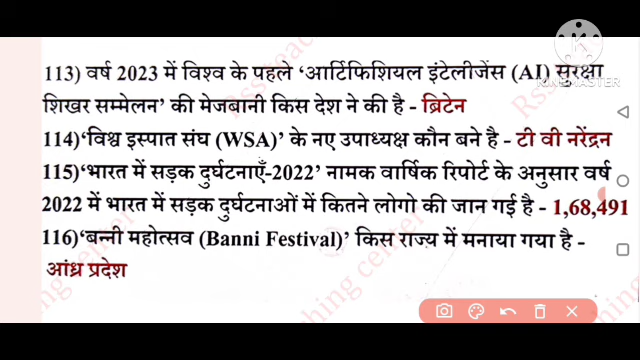 113) वर्ष 2023 में विश्व के पहले 'आर्टिफिशियल इंटेलीजेंस (AI) सुरक्षा
शिखर सम्मेलन' की मेजबानी किस देश ने की है - ब्रिटेन
114) 'विश्व इस्पात संघ (WSA)' के नए उपाध्यक्ष कौन बने है - टी वी नरेंद्रन
115) 'भारत में सड़क दुर्घटनाएँ-2022' नामक वार्षिक रिपोर्ट के अनुसार वर्ष
2022 में भारत में सड़क दुर्घटनाओं में कितने लोगो की जान गई है - 1,68,491
116) 'बन्नी महोत्सव (Banni Festival)' किस राज्य में मनाया गया है -
आंध्र प्रदेश
KINEMASTER